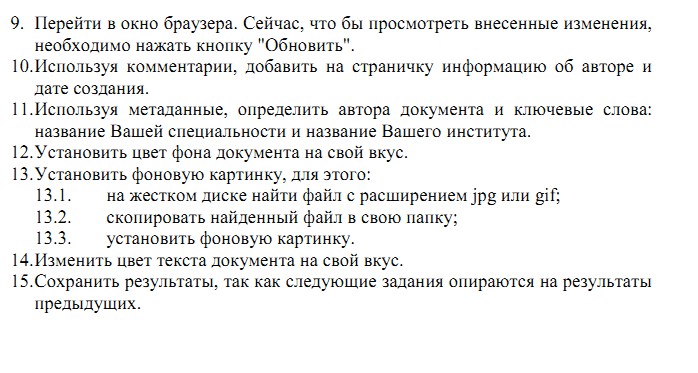 9. Перейти в окно браузера. Сейчас, что бы просмотреть внесенные изменения,
необходимо нажать кнопку "Обновить".
10.Используя комментарии, добавить на страничку информацию об авторе и
дате создания.
11.Используя метаданные, определить автора документа и ключевые слова:
название Вашей специальности и название Вашего института.
12.Установить цвет фона документа на свой вкус.
13.Установить фоновую картинку, для этого:
13.1. на жестком диске найти файл с расширением jpg или gif;
13.2. скопировать найденный файл в свою папку;
13.3. установить фоновую картинку.
14.Изменить цвет текста документа на свой вкус.
15.Сохранить результаты, так как следующие задания опираются на результаты
предыдущих.